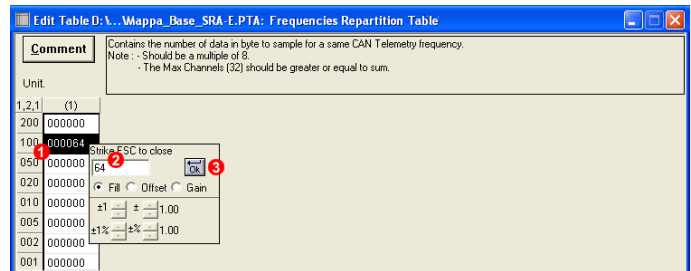 Edit Table D:\...\Mappa_Base_SRA-E.PTA: Frequencies Repartition Table
Comment
Contains the number of data in byte to sample for a same CAN Telemetry frequency.
Note : - Should be a multiple of 8.
- The Max Channels (32) should be greater or equal to sum.
Unit.
1,2,1 (1)
200 000000
100 000064
Strike ESC to close
1
050 000000
64
2
Ok
3
020 000000
Fill Offset Gain
010 000000
±1 ± 1.00
005 000000
±1% ±% 1.00
002 000000
001 000000